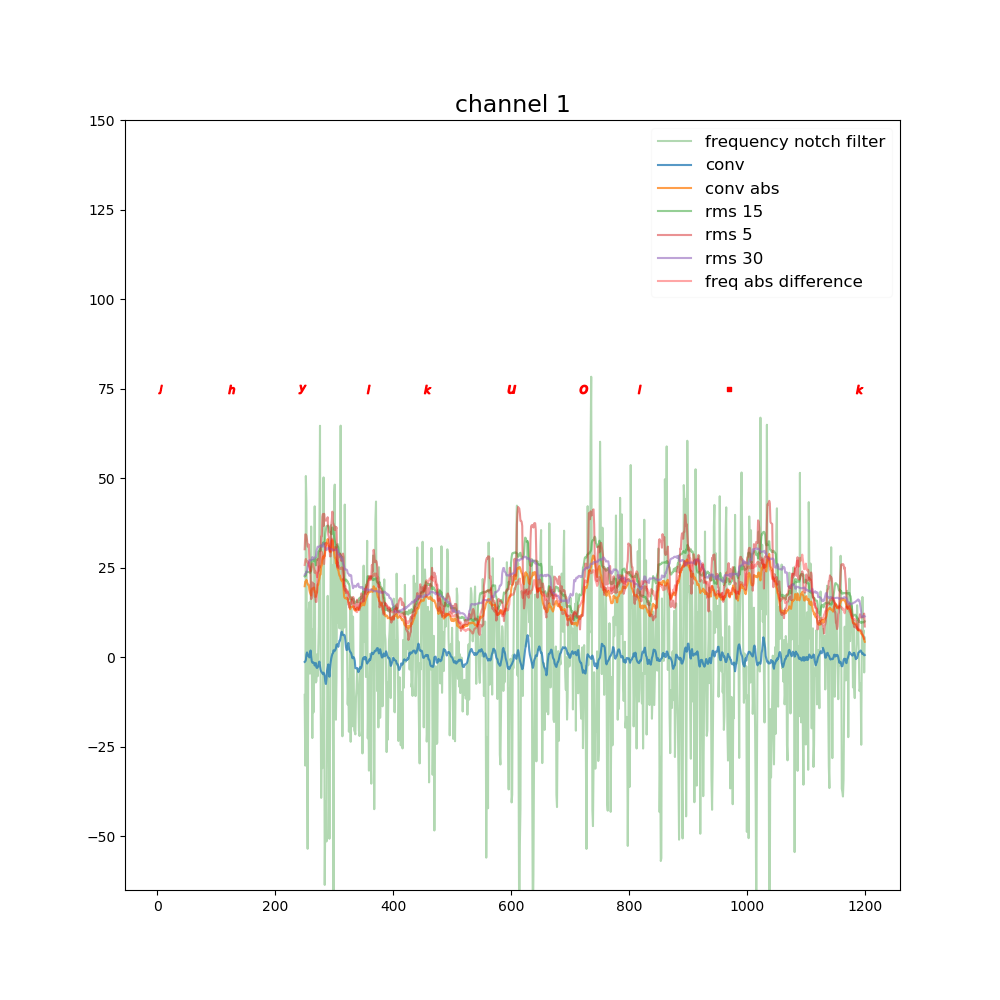 channel 1
150
125
100
75
50
25
0
−25
−50
frequency notch filter
conv
conv abs
rms 15
rms 5
rms 30
freq abs difference
j h y l k u o l . k
0 200 400 600 800 1000 1200